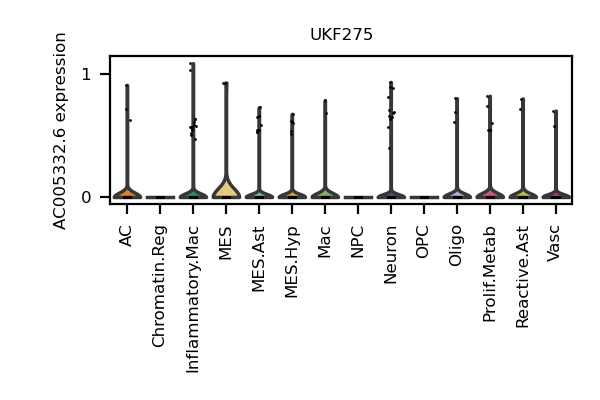 UKF275
AC005332.6 expression
1
0
AC
Chromatin.Reg
Inflammatory.Mac
MES
MES.Ast
MES.Hyp
Mac
NPC
Neuron
OPC
Oligo
Prolif.Metab
Reactive.Ast
Vasc